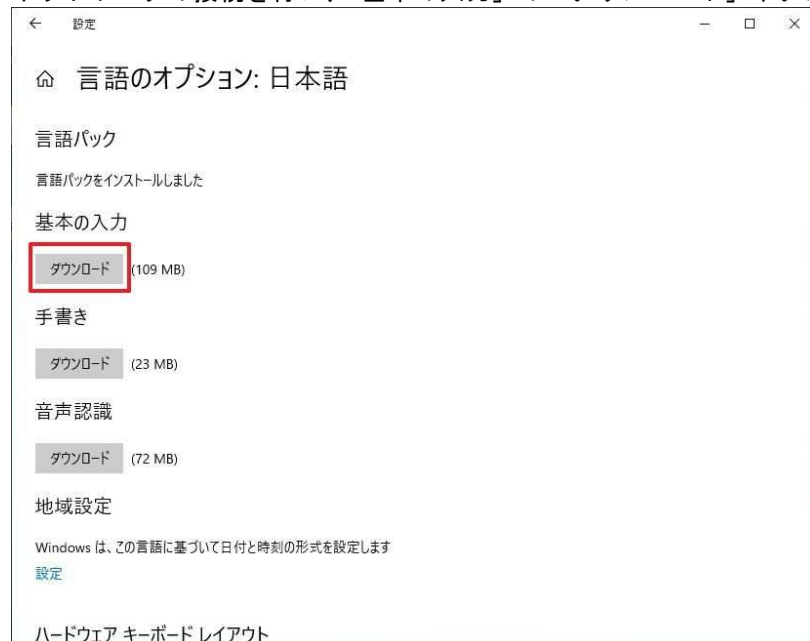 設定
言語のオプション: 日本語
言語パック
言語パックをインストールしました
基本の入力
ダウンロード (109 MB)
手書き
ダウンロード (23 MB)
音声認識
ダウンロード (72 MB)
地域設定
Windows は、この言語に基づいて日付と時刻の形式を設定します
設定
ハードウェア キーボード レイアウト